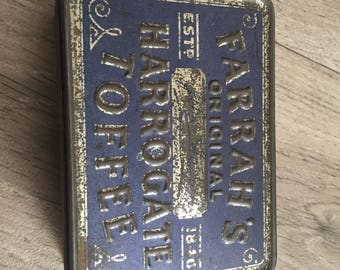 FARRAH'S
ORIGINAL
ESTD 1840
HARROGATE
TOFFEE